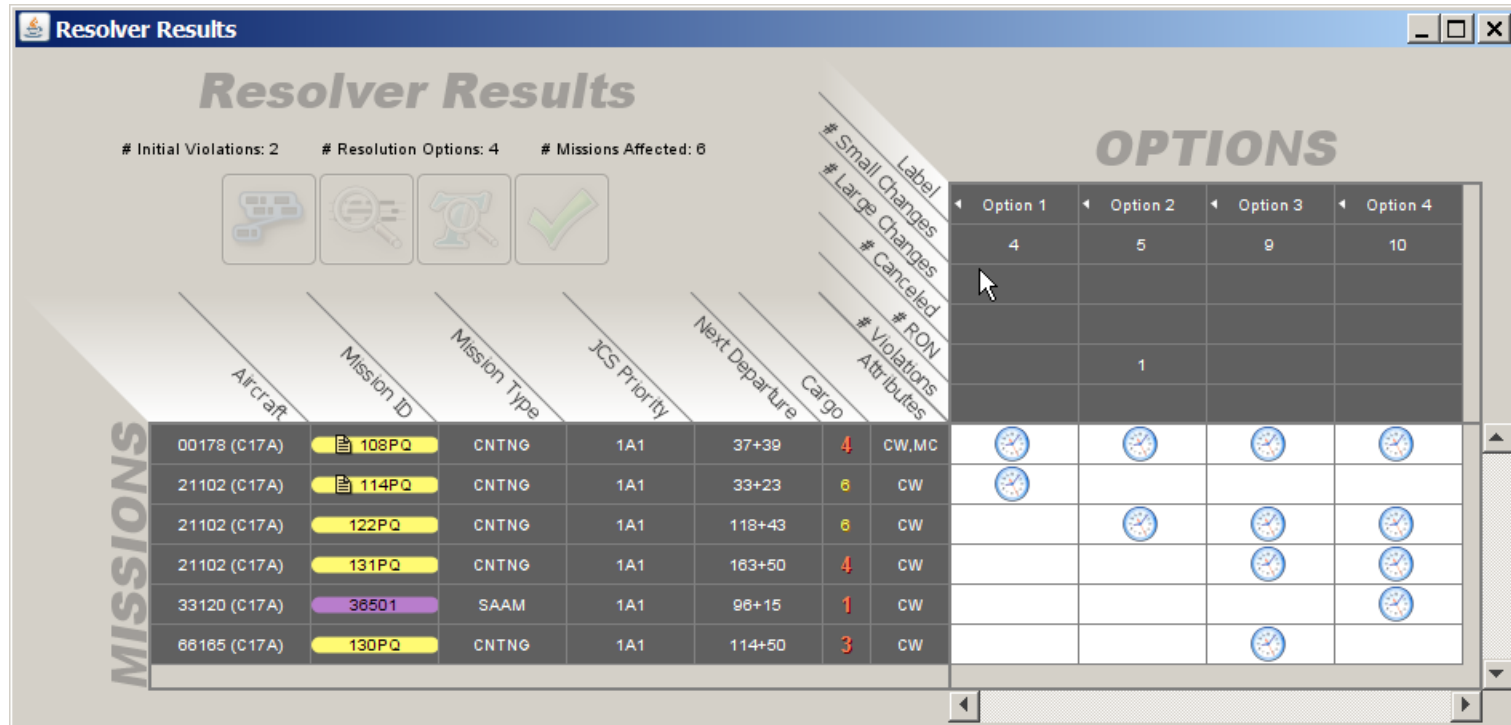 Resolver Results
Resolver Results
# Initial Violations: 2 # Resolution Options: 4 # Missions Affected: 6
OPTIONS
Label
# Small Changes
# Large Changes
# Canceled
# RON
# Violations
Attributes
Option 1 Option 2 Option 3 Option 4
4 5 9 10
1
Aircraft Mission ID Mission Type JCS Priority Next Departure Cargo
MISSIONS
00178 (C17A) 108PQ CNTNG 1A1 37+39 4 CW,MC
21102 (C17A) 114PQ CNTNG 1A1 33+23 6 CW
21102 (C17A) 122PQ CNTNG 1A1 118+43 6 CW
21102 (C17A) 131PQ CNTNG 1A1 163+50 4 CW
33120 (C17A) 36501 SAAM 1A1 96+15 1 CW
66165 (C17A) 130PQ CNTNG 1A1 114+50 3 CW